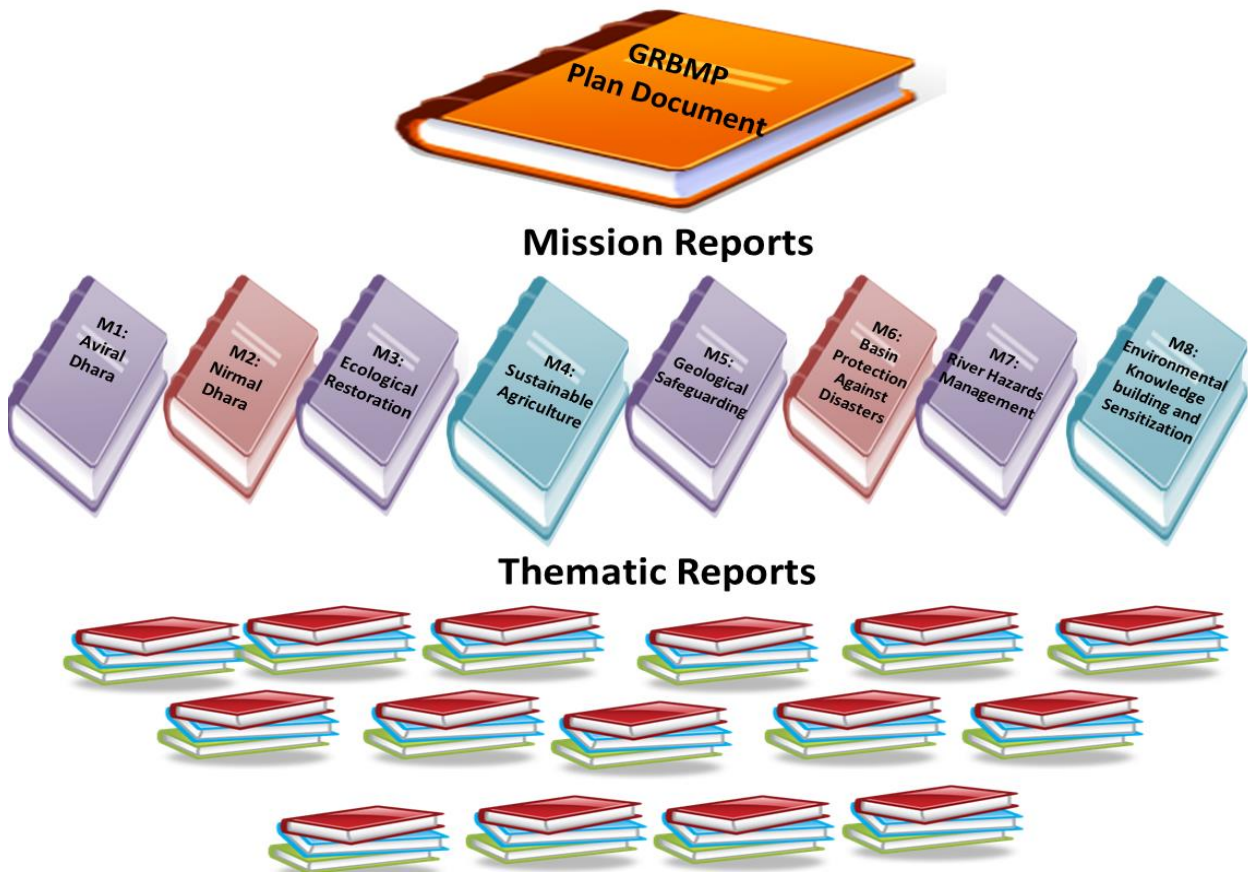 GRBMP
Plan Document
Mission Reports
M1:
Aviral
Dhara
M2:
Nirmal
Dhara
M3:
Ecological
Restoration
M4:
Sustainable
Agriculture
M5:
Geological
Safeguarding
M6:
Basin
Protection
Against
Disasters
M7:
River Hazards
Management
M8:
Environmental
Knowledge
building and
Sensitization
Thematic Reports